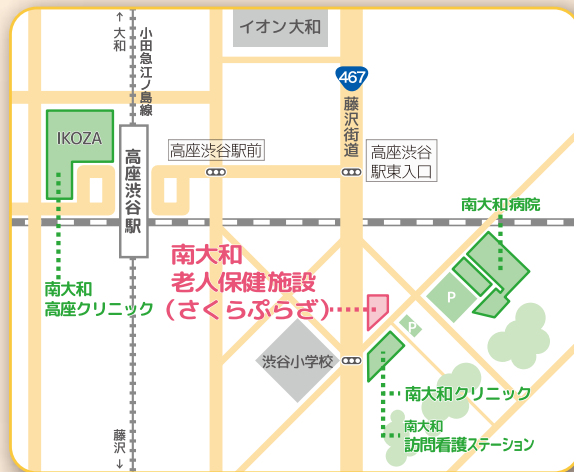 ↑
大和
小田急江ノ島線
イオン大和
467
藤沢街道
IKOZA
高座渋谷駅
高座渋谷駅前
高座渋谷
駅東入口
南大和病院
南大和
高座クリニック
南大和
老人保健施設
(さくらぷらざ)
P
P
渋谷小学校
南大和クリニック
南大和
訪問看護ステーション
藤沢
↓